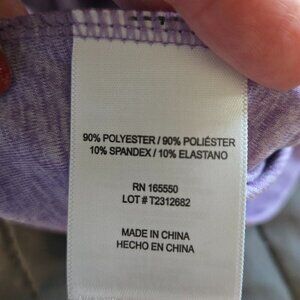 90% POLYESTER / 90% POLIÉSTER
10% SPANDEX / 10% ELASTANO
RN 165550
LOT # T2312682
MADE IN CHINA
HECHO EN CHINA